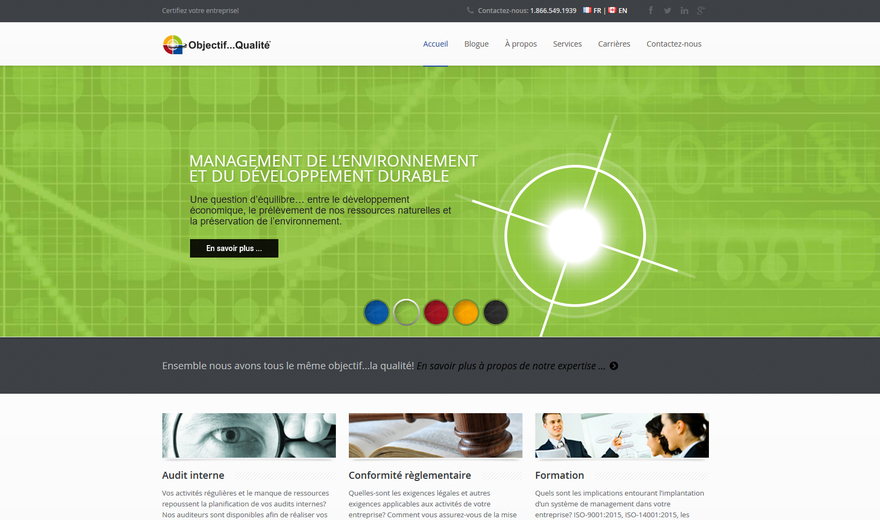 Certifiez votre entreprise!
Contactez-nous: 1.866.549.1939 FR | EN
Objectif...Qualité
Accueil Blogue À propos Services Carrières Contactez-nous
MANAGEMENT DE L'ENVIRONNEMENT
ET DU DÉVELOPPEMENT DURABLE
Une question d'équilibre… entre le développement
économique, le prélèvement de nos ressources naturelles et
la préservation de l'environnement.
En savoir plus ...
Ensemble nous avons tous le même objectif...la qualité! En savoir plus à propos de notre expertise ...
Audit interne
Vos activités régulières et le manque de ressources
repoussent la planification de vos audits internes?
Nos auditeurs sont disponibles afin de réaliser vos
Conformité règlementaire
Quelles-sont les exigences légales et autres
exigences applicables aux activités de votre
entreprise? Comment vous assurez-vous de la mise
Formation
Quels sont les implications entourant l'implantation
d'un système de management dans votre
entreprise? ISO-9001:2015, ISO-14001:2015, les